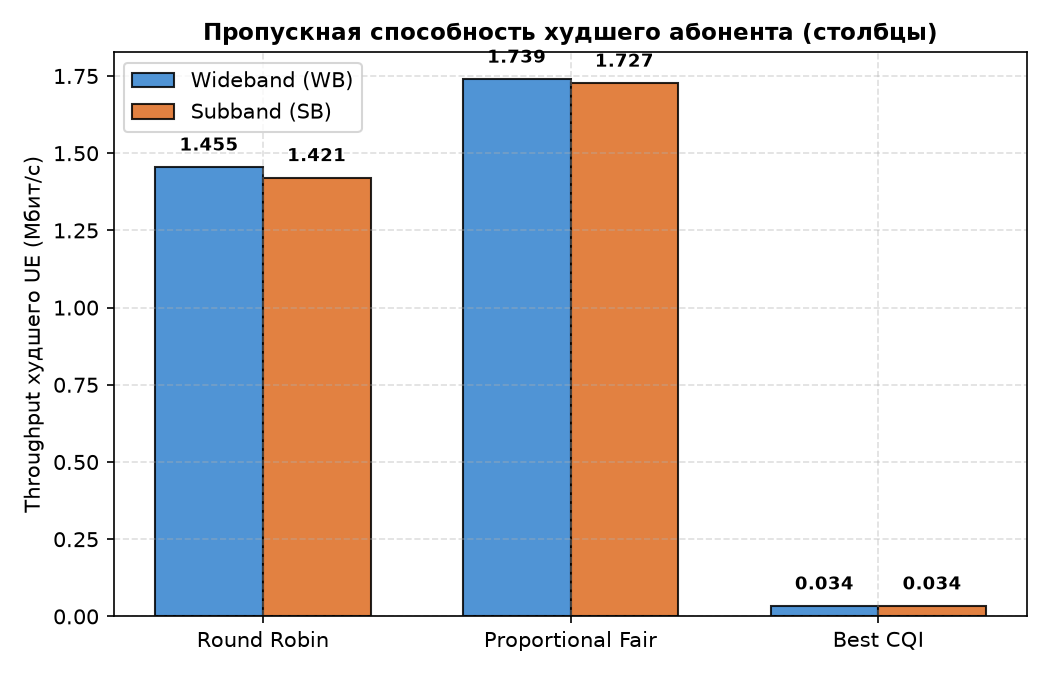 Пропускная способность худшего абонента (столбцы)
Throughput худшего UE (Мбит/с)
1.75
1.50
1.25
1.00
0.75
0.50
0.25
0.00
Wideband (WB)
Subband (SB)
1.455
1.421
1.739
1.727
0.034
0.034
Round Robin
Proportional Fair
Best CQI